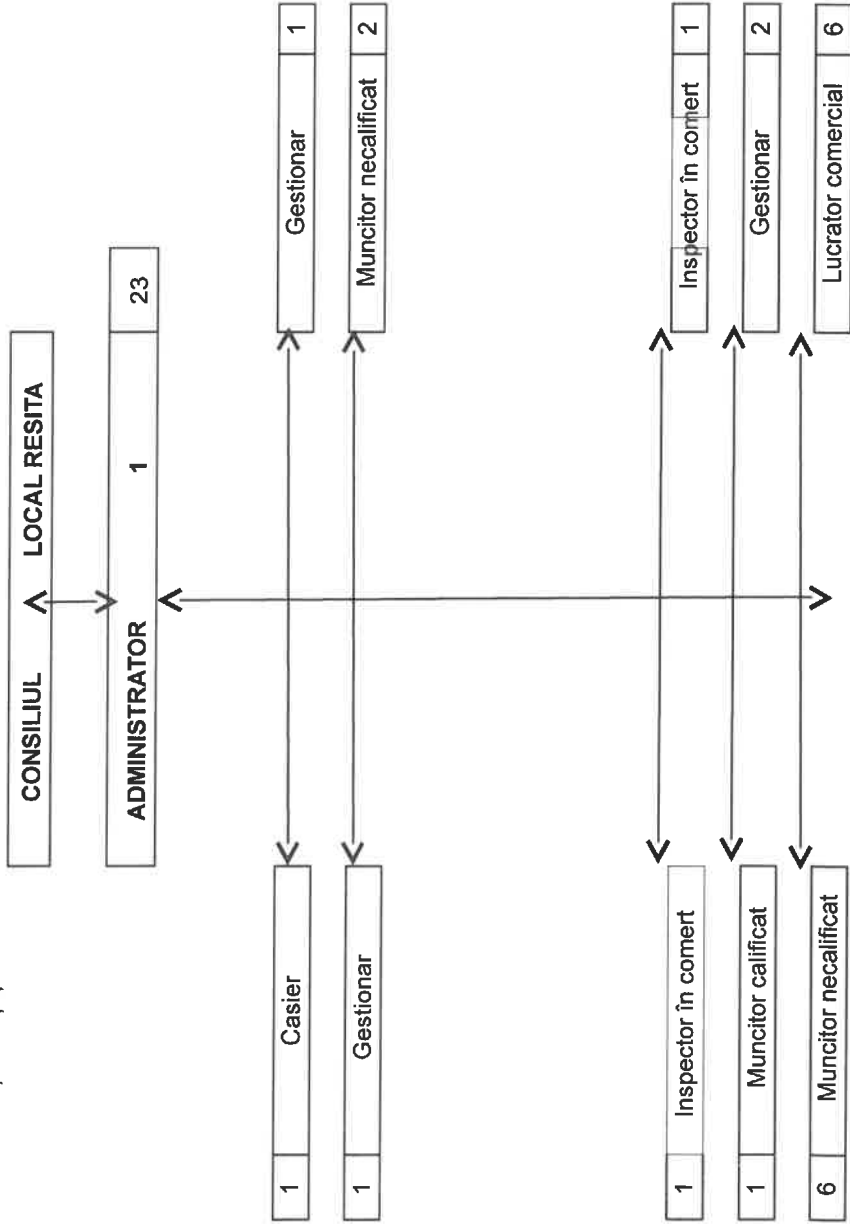 CONSILIUL LOCAL RESITA
ADMINISTRATOR 1 23
1 Casier
Gestionar 1
1 Gestionar
Muncitor necalificat 2
1 Inspector în comert
Inspector în comert 1
1 Muncitor calificat
Gestionar 2
6 Muncitor necalificat
Lucrator comercial 6